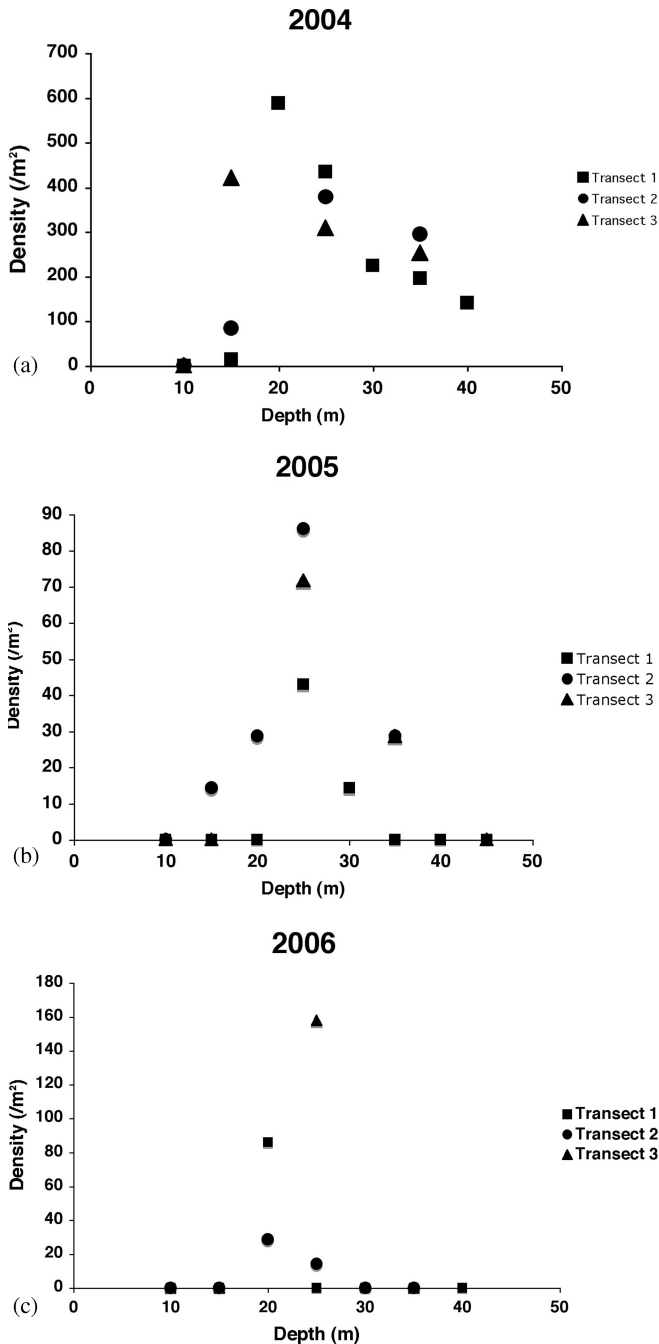 2004
700
600
500
400
300
200
100
0
Density (/m²)
0 10 20 30 40 50
Depth (m)
Transect 1
Transect 2
Transect 3
(a)
2005
90
80
70
60
50
40
30
20
10
0
Density (/m²)
0 10 20 30 40 50
Depth (m)
Transect 1
Transect 2
Transect 3
(b)
2006
180
160
140
120
100
80
60
40
20
0
Density (/m²)
0 10 20 30 40 50
Depth (m)
Transect 1
Transect 2
Transect 3
(c)